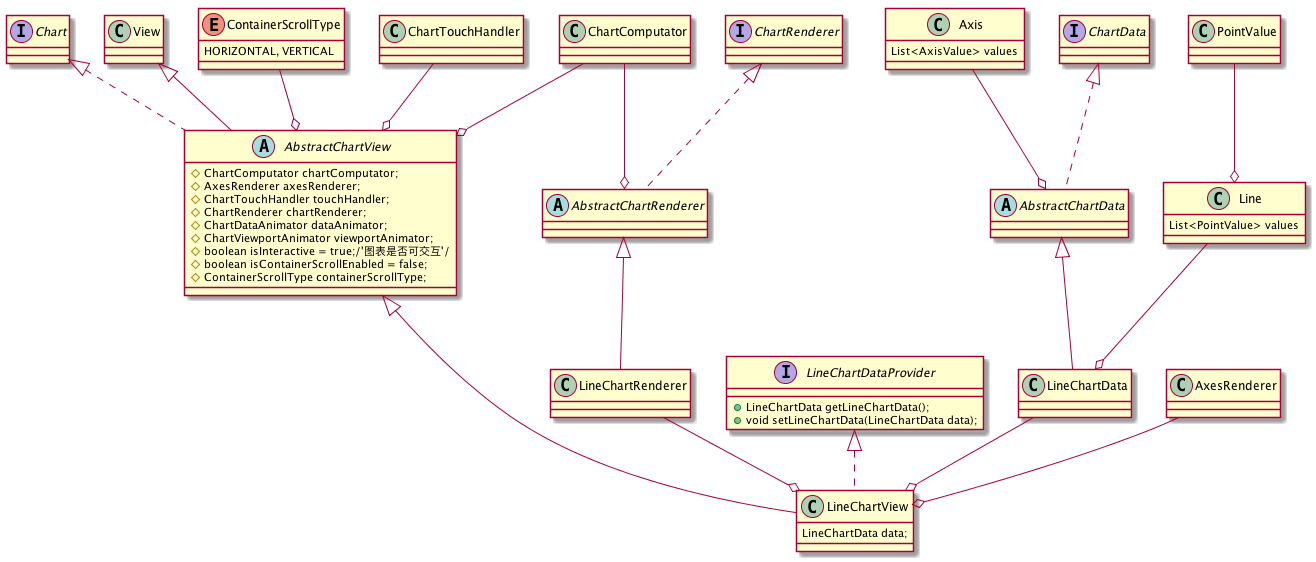 I Chart
C View
E ContainerScrollType
HORIZONTAL, VERTICAL
C ChartTouchHandler
C ChartComputator
I ChartRenderer
C Axis
List<AxisValue> values
I ChartData
C PointValue
A AbstractChartView
ChartComputator chartComputator;
AxesRenderer axesRenderer;
ChartTouchHandler touchHandler;
ChartRenderer chartRenderer;
ChartDataAnimator dataAnimator;
ChartViewportAnimator viewportAnimator;
boolean isInteractive = true;/'图表是否可交互'/
boolean isContainerScrollEnabled = false;
ContainerScrollType containerScrollType;
A AbstractChartRenderer
A AbstractChartData
C Line
List<PointValue> values
C LineChartRenderer
I LineChartDataProvider
LineChartData getLineChartData();
void setLineChartData(LineChartData data);
C LineChartData
C AxesRenderer
C LineChartView
LineChartData data;